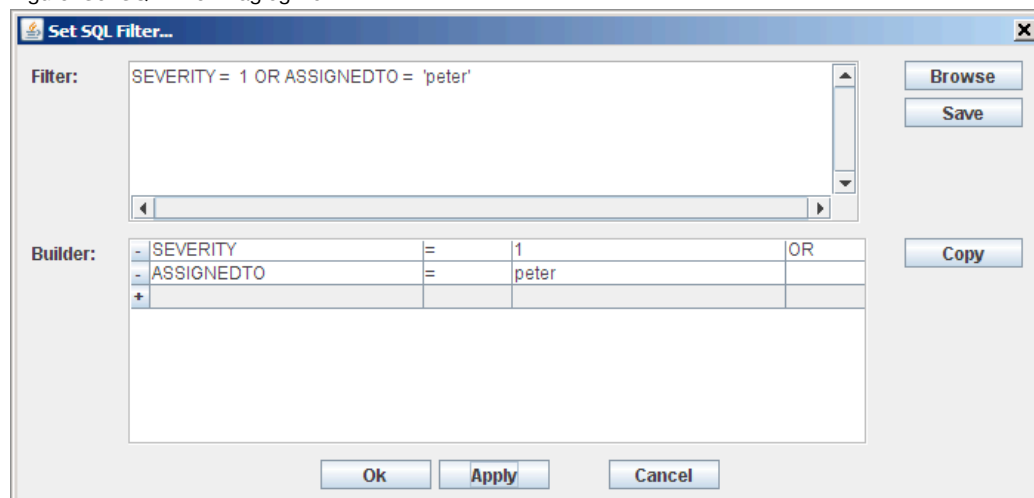 Set SQL Filter...
Filter:
SEVERITY = 1 OR ASSIGNEDTO = 'peter'
Browse
Save
Builder:
- SEVERITY = 1 OR
- ASSIGNEDTO = peter
+
Copy
Ok Apply Cancel